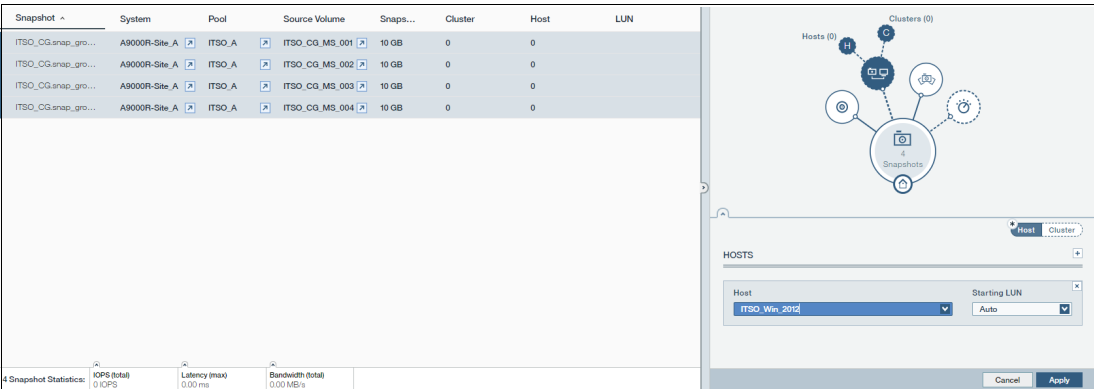 Snapshot System Pool Source Volume Snaps... Cluster Host LUN
ITSO_CG.snap_gro... A9000R-Site_A ITSO_A ITSO_CG_MS_001 10 GB 0 0
ITSO_CG.snap_gro... A9000R-Site_A ITSO_A ITSO_CG_MS_002 10 GB 0 0
ITSO_CG.snap_gro... A9000R-Site_A ITSO_A ITSO_CG_MS_003 10 GB 0 0
ITSO_CG.snap_gro... A9000R-Site_A ITSO_A ITSO_CG_MS_004 10 GB 0 0
4 Snapshot Statistics: IOPS (total) Latency (max) Bandwidth (total)
0 IOPS 0.00 ms 0.00 MB/s
Clusters (0)
C
Hosts (0)
H
4
Snapshots
* Host Cluster
HOSTS +
Host Starting LUN x
ITSO_Win_2012 Auto
Cancel Apply